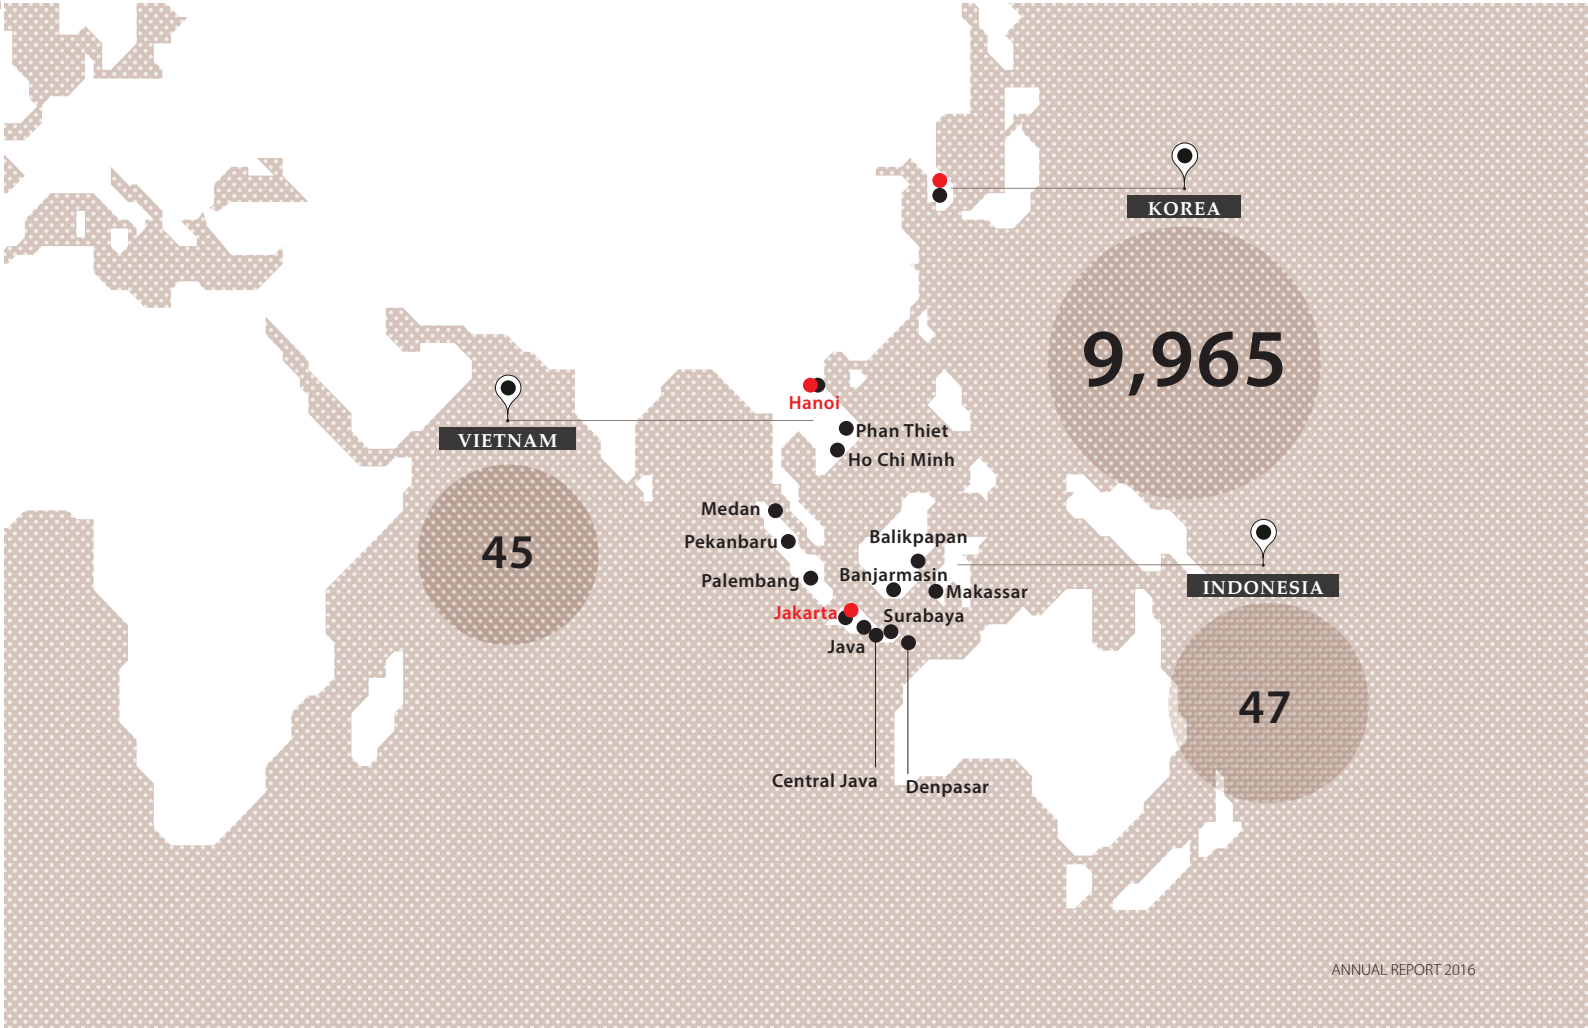 KOREA
9,965
Hanoi
VIETNAM
Phan Thiet
Ho Chi Minh
45
Medan
Pekanbaru
Balikpapan
Palembang
Banjarmasin
INDONESIA
Makassar
Jakarta
Surabaya
Java
47
Central Java
Denpasar
ANNUAL REPORT 2016